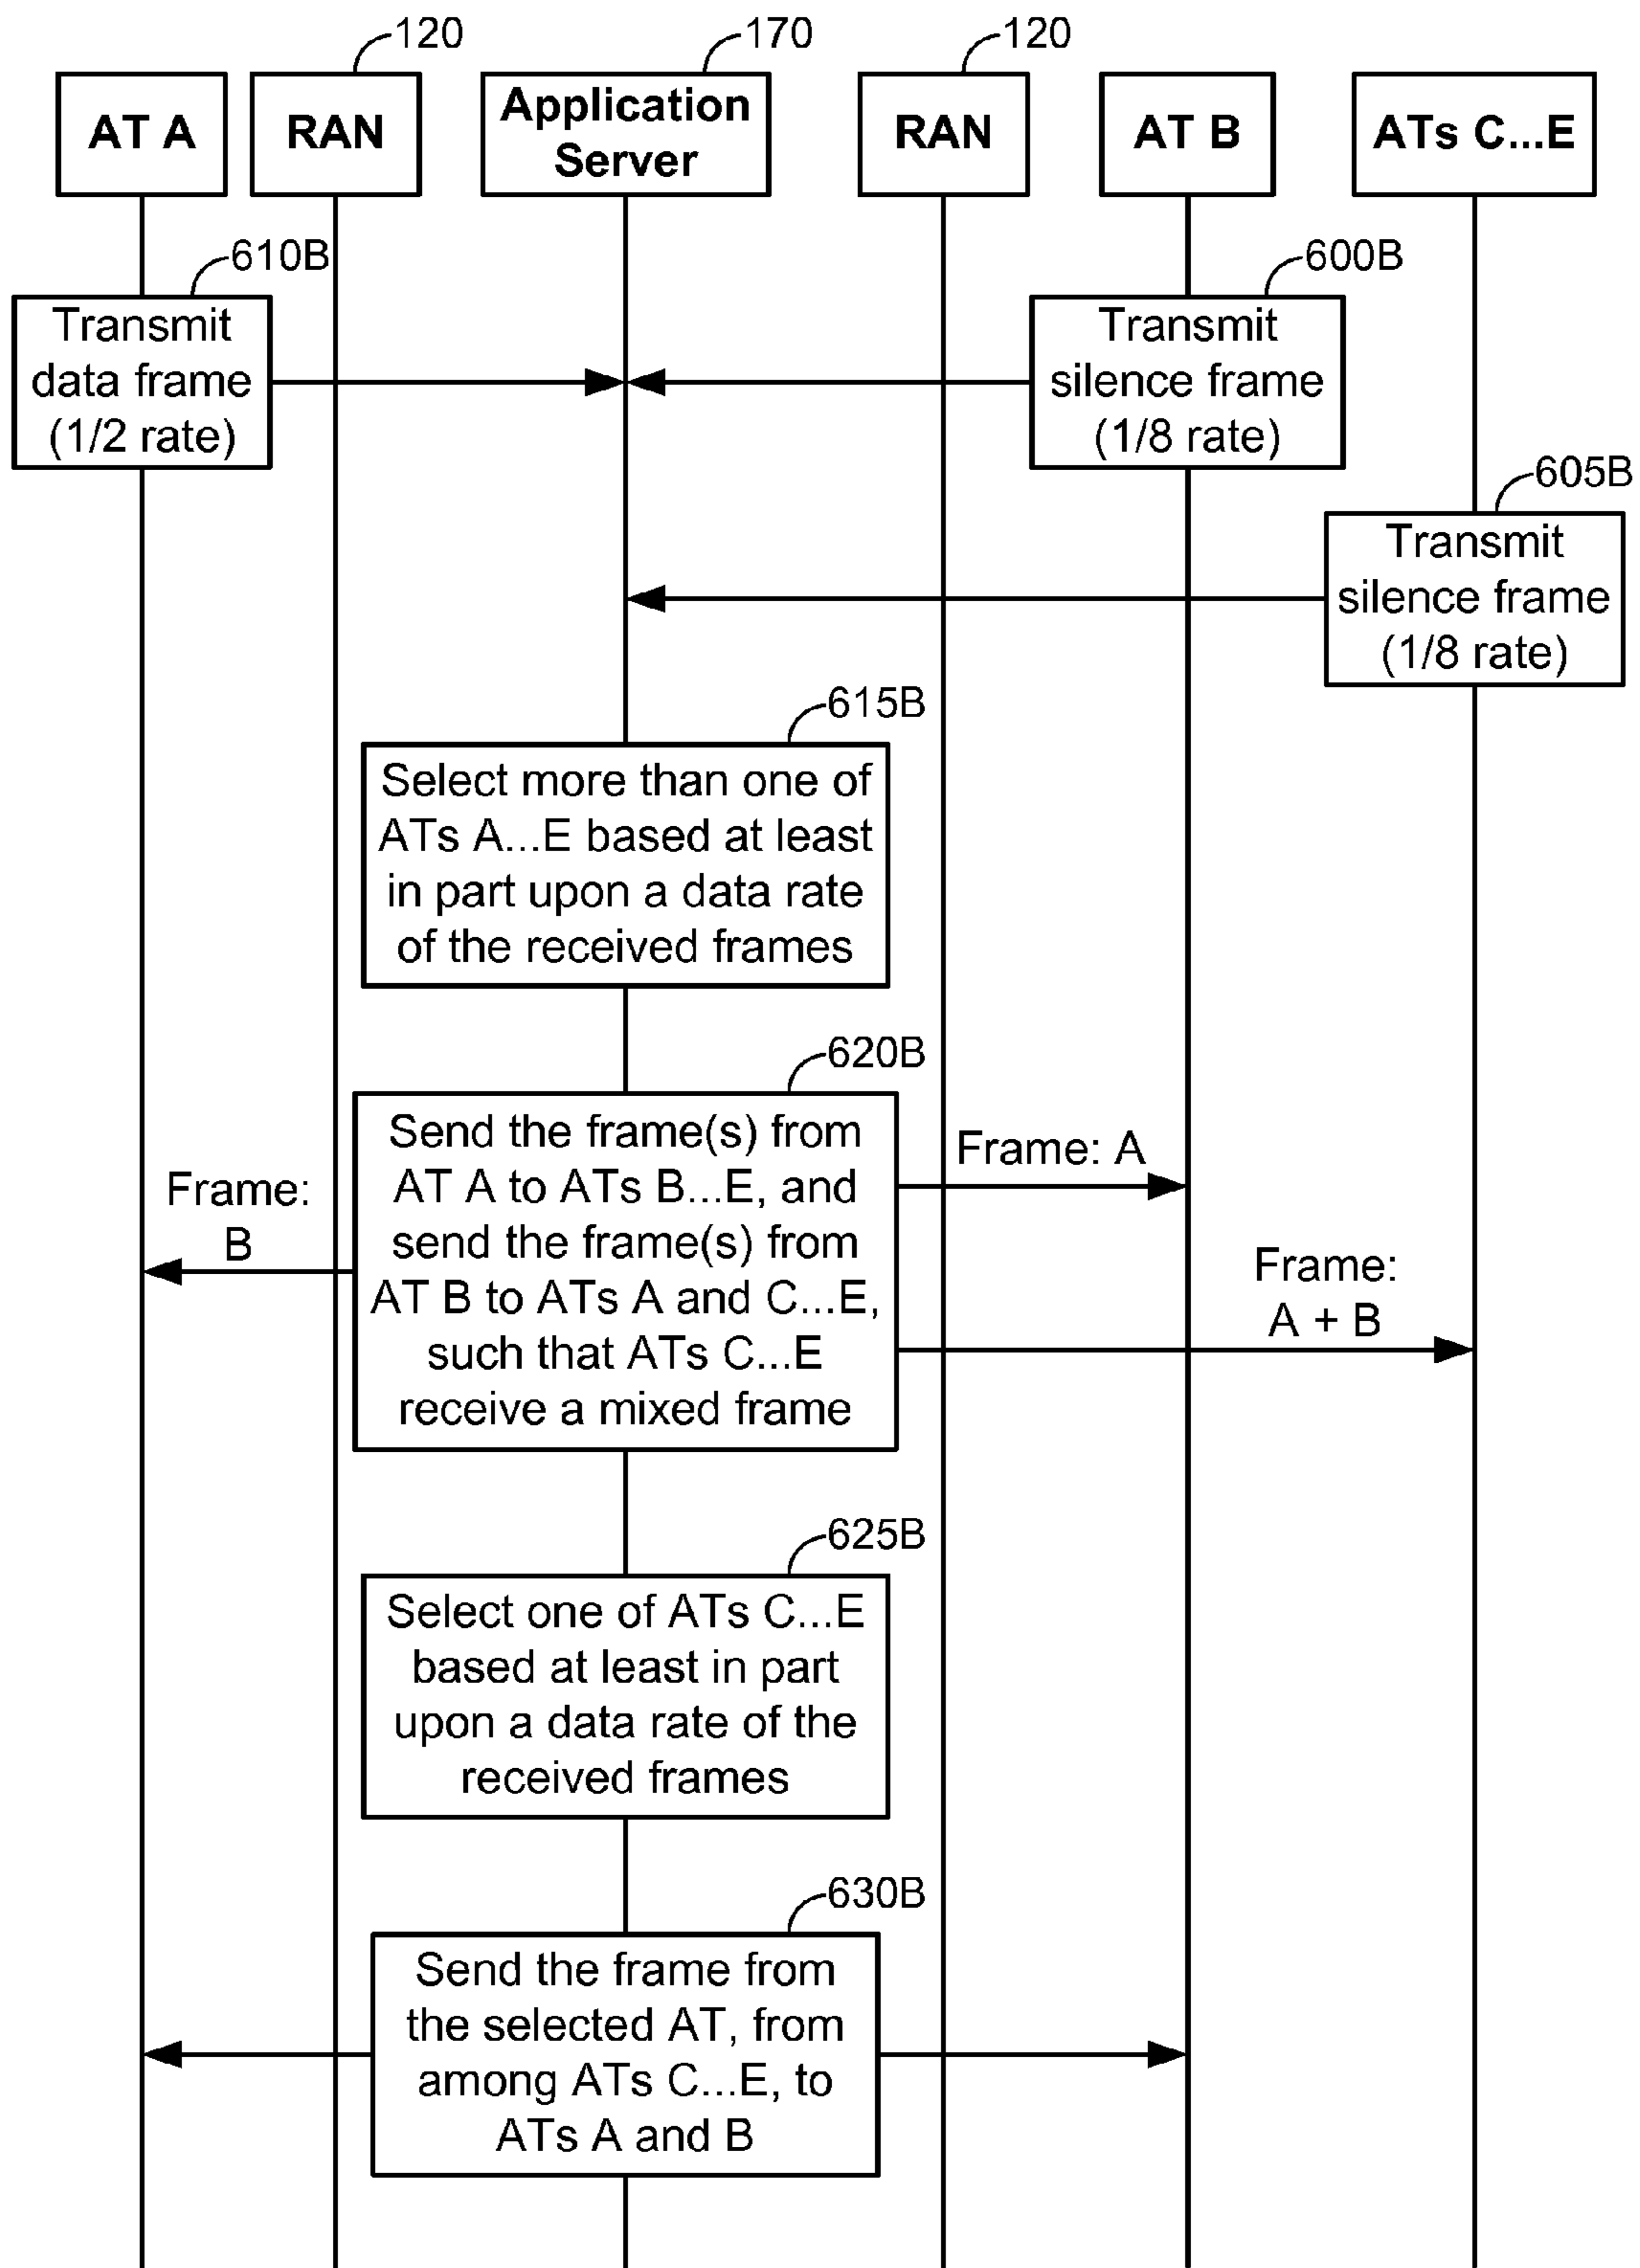 120
170
120
AT A
RAN
Application
Server
RAN
AT B
ATs C...E
610B
Transmit
data frame
(1/2 rate)
600B
Transmit
silence frame
(1/8 rate)
605B
Transmit
silence frame
(1/8 rate)
615B
Select more than one of
ATs A...E based at least
in part upon a data rate
of the received frames
620B
Send the frame(s) from
AT A to ATs B...E, and
send the frame(s) from
AT B to ATs A and C...E,
such that ATs C...E
receive a mixed frame
Frame: A
Frame:
B
Frame:
A + B
625B
Select one of ATs C...E
based at least in part
upon a data rate of the
received frames
630B
Send the frame from
the selected AT, from
among ATs C...E, to
ATs A and B